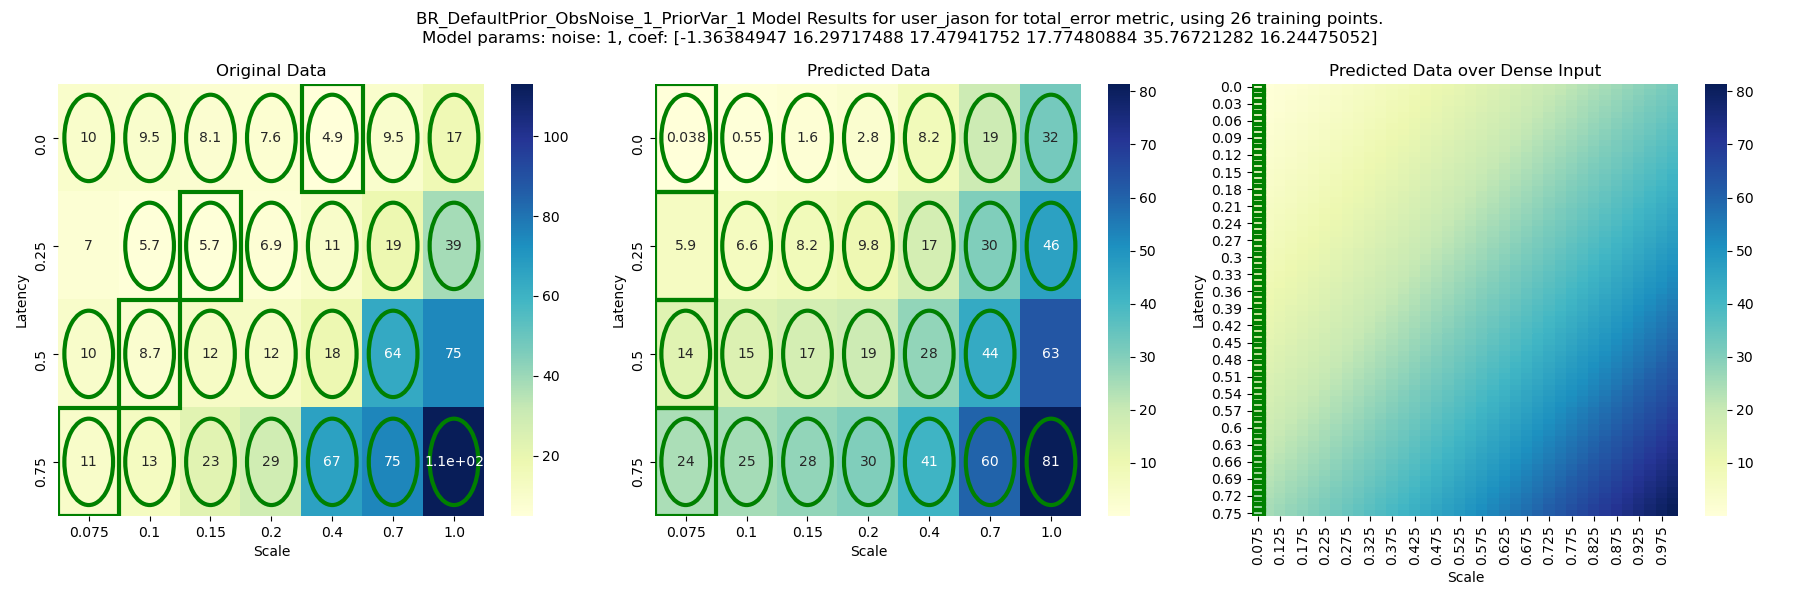 BR_DefaultPrior_ObsNoise_1_PriorVar_1 Model Results for user_jason for total_error metric, using 26 training points.
Model params: noise: 1, coef: [-1.36384947 16.29717488 17.47941752 17.77480884 35.76721282 16.24475052]
Original Data
Latency
0.0 10 9.5 8.1 7.6 4.9 9.5 17
0.25 7 5.7 5.7 6.9 11 19 39
0.5 10 8.7 12 12 18 64 75
0.75 11 13 23 29 67 75 1.1e+02
0.075 0.1 0.15 0.2 0.4 0.7 1.0
Scale
100
80
60
40
20
Predicted Data
Latency
0.0 0.038 0.55 1.6 2.8 8.2 19 32
0.25 5.9 6.6 8.2 9.8 17 30 46
0.5 14 15 17 19 28 44 63
0.75 24 25 28 30 41 60 81
0.075 0.1 0.15 0.2 0.4 0.7 1.0
Scale
80
70
60
50
40
30
20
10
Predicted Data over Dense Input
Latency
0.0
0.03
0.06
0.09
0.12
0.15
0.18
0.21
0.24
0.27
0.3
0.33
0.36
0.39
0.42
0.45
0.48
0.51
0.54
0.57
0.6
0.63
0.66
0.69
0.72
0.75
0.075 0.125 0.175 0.225 0.275 0.325 0.375 0.425 0.475 0.525 0.575 0.625 0.675 0.725 0.775 0.825 0.875 0.925 0.975
Scale
80
70
60
50
40
30
20
10